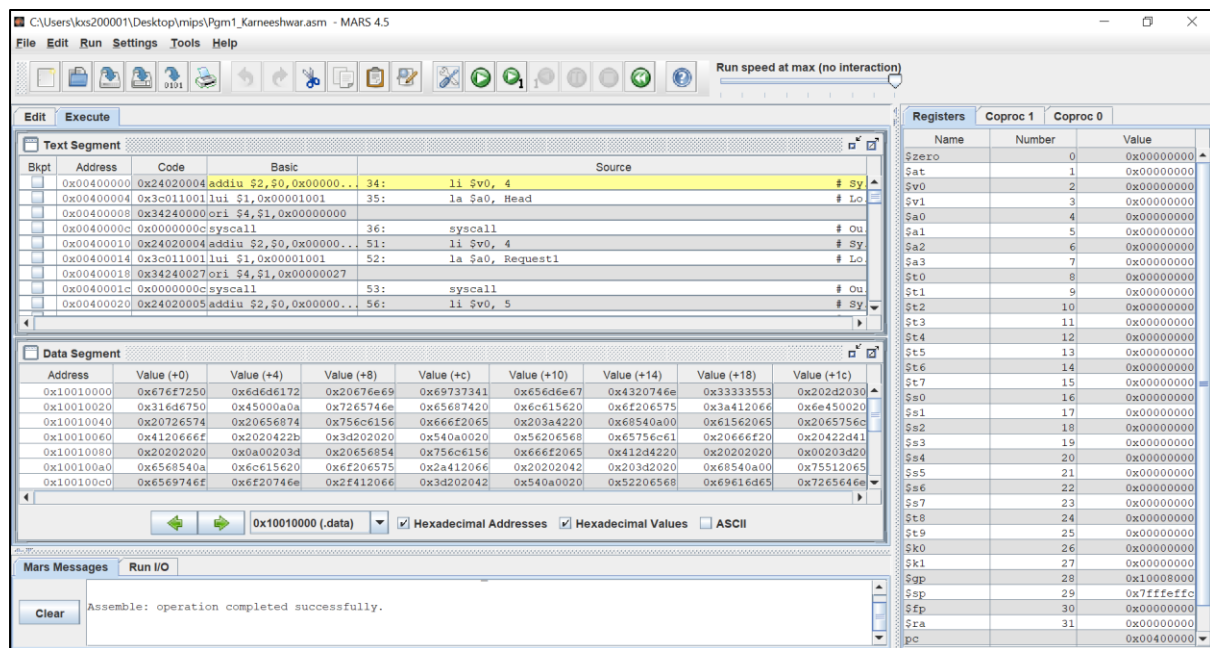 C:\Users\kxs200001\Desktop\mips\Pgm1_Karneeshwar.asm - MARS 4.5
File Edit Run Settings Tools Help
Run speed at max (no interaction)
Edit Execute
Text Segment
Bkpt Address Code Basic Source
0x00400000 0x24020004 addiu $2,$0,0x00000... 34: li $v0, 4 # Sy.
0x00400004 0x3c011001 lui $1,0x00001001 35: la $a0, Head # Lo.
0x00400008 0x34240000 ori $4,$1,0x00000000
0x0040000c 0x0000000c syscall 36: syscall # Ou.
0x00400010 0x24020004 addiu $2,$0,0x00000... 51: li $v0, 4 # Sy.
0x00400014 0x3c011001 lui $1,0x00001001 52: la $a0, Request1 # Lo.
0x00400018 0x34240027 ori $4,$1,0x00000027
0x0040001c 0x0000000c syscall 53: syscall # Ou.
0x00400020 0x24020005 addiu $2,$0,0x00000... 56: li $v0, 5 # Sy.
Data Segment
Address Value (+0) Value (+4) Value (+8) Value (+c) Value (+10) Value (+14) Value (+18) Value (+1c)
0x10010000 0x676f7250 0x6d6d6172 0x20676e69 0x69737341 0x656d6e67 0x4320746e 0x33333553 0x202d2030
0x10010020 0x316d6750 0x45000a0a 0x7265746e 0x65687420 0x6c615620 0x6f206575 0x3a412066 0x6e450020
0x10010040 0x20726574 0x20656874 0x756c6156 0x666f2065 0x203a4220 0x68540a00 0x61562065 0x2065756c
0x10010060 0x4120666f 0x2020422b 0x3d202020 0x540a0020 0x56206568 0x65756c61 0x20666f20 0x20422d41
0x10010080 0x20202020 0x0a00203d 0x20656854 0x756c6156 0x666f2065 0x412d4220 0x20202020 0x00203d20
0x100100a0 0x6568540a 0x6c615620 0x6f206575 0x2a412066 0x20202042 0x203d2020 0x68540a00 0x75512065
0x100100c0 0x6569746f 0x6f20746e 0x2f412066 0x3d202042 0x540a0020 0x52206568 0x69616d65 0x7265646e
0x10010000 (.data) Hexadecimal Addresses Hexadecimal Values ASCII
Mars Messages Run I/O
Clear
Assemble: operation completed successfully.
Registers Coproc 1 Coproc 0
Name Number Value
$zero 0 0x00000000
$at 1 0x00000000
$v0 2 0x00000000
$v1 3 0x00000000
$a0 4 0x00000000
$a1 5 0x00000000
$a2 6 0x00000000
$a3 7 0x00000000
$t0 8 0x00000000
$t1 9 0x00000000
$t2 10 0x00000000
$t3 11 0x00000000
$t4 12 0x00000000
$t5 13 0x00000000
$t6 14 0x00000000
$t7 15 0x00000000
$s0 16 0x00000000
$s1 17 0x00000000
$s2 18 0x00000000
$s3 19 0x00000000
$s4 20 0x00000000
$s5 21 0x00000000
$s6 22 0x00000000
$s7 23 0x00000000
$t8 24 0x00000000
$t9 25 0x00000000
$k0 26 0x00000000
$k1 27 0x00000000
$gp 28 0x10008000
$sp 29 0x7fffeffc
$fp 30 0x00000000
$ra 31 0x00000000
pc 0x00400000